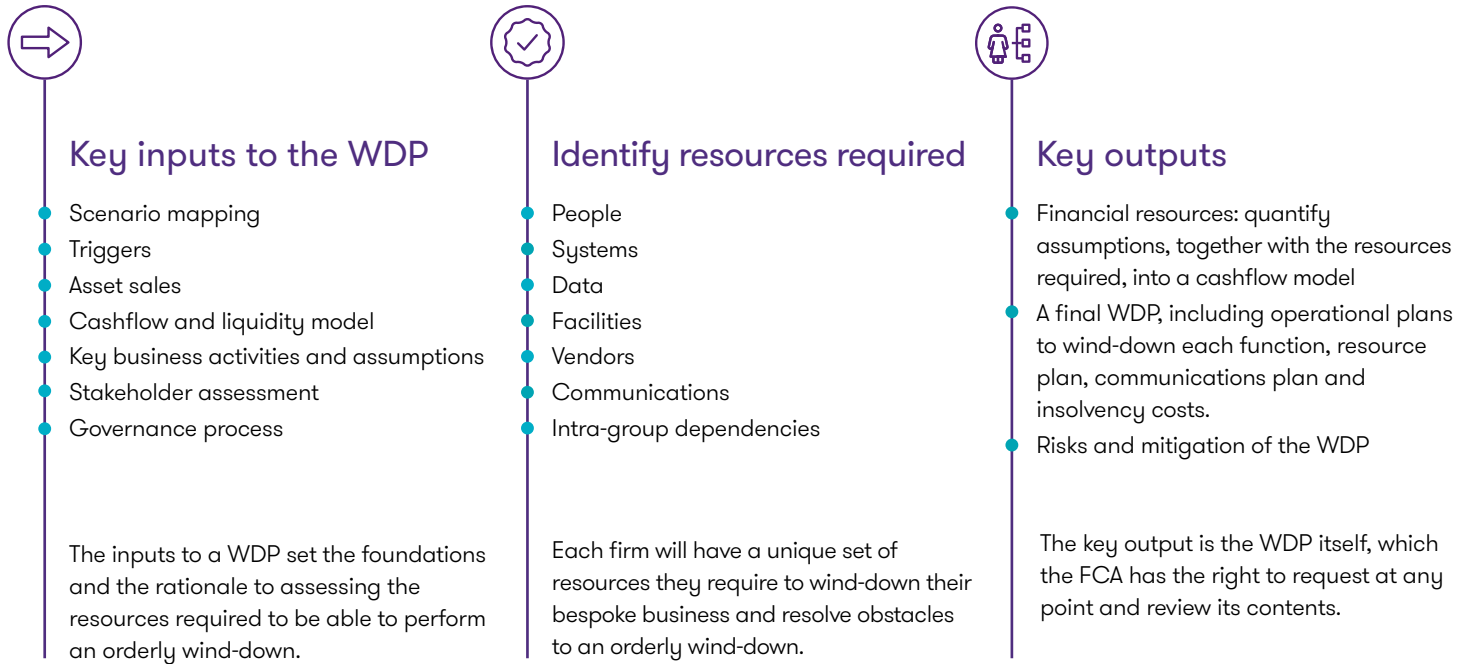 Key inputs to the WDP
Scenario mapping
Triggers
Asset sales
Cashflow and liquidity model
Key business activities and assumptions
Stakeholder assessment
Governance process
The inputs to a WDP set the foundations
and the rationale to assessing the
resources required to be able to perform
an orderly wind-down.
Identify resources required
People
Systems
Data
Facilities
Vendors
Communications
Intra-group dependencies
Each firm will have a unique set of
resources they require to wind-down their
bespoke business and resolve obstacles
to an orderly wind-down.
Key outputs
Financial resources: quantify
assumptions, together with the resources
required, into a cashflow model
A final WDP, including operational plans
to wind-down each function, resource
plan, communications plan and
insolvency costs.
Risks and mitigation of the WDP
The key output is the WDP itself, which
the FCA has the right to request at any
point and review its contents.